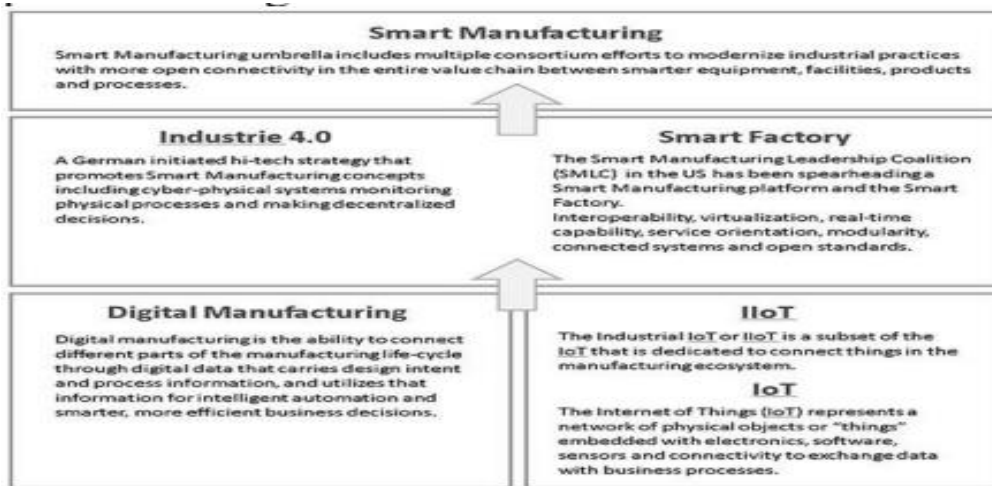 Smart Manufacturing
Smart Manufacturing umbrella includes multiple consortium efforts to modernize industrial practices
with more open connectivity in the entire value chain between smarter equipment, facilities, products
and processes.
Industrie 4.0
A German initiated hi-tech strategy that
promotes Smart Manufacturing concepts
including cyber-physical systems monitoring
physical processes and making decentralized
decisions.
Smart Factory
The Smart Manufacturing Leadership Coalition
(SMLC) in the US has been spearheading a
Smart Manufacturing platform and the Smart
Factory.
Interoperability, virtualization, real-time
capability, service orientation, modularity,
connected systems and open standards.
Digital Manufacturing
Digital manufacturing is the ability to connect
different parts of the manufacturing life-cycle
through digital data that carries design intent
and process information, and utilizes that
information for intelligent automation and
smarter, more efficient business decisions.
IIoT
The Industrial IoT or IIoT is a subset of the
IoT that is dedicated to connect things in the
manufacturing ecosystem.
IoT
The Internet of Things (IoT) represents a
network of physical objects or “things”
embedded with electronics, software,
sensors and connectivity to exchange data
with business processes.